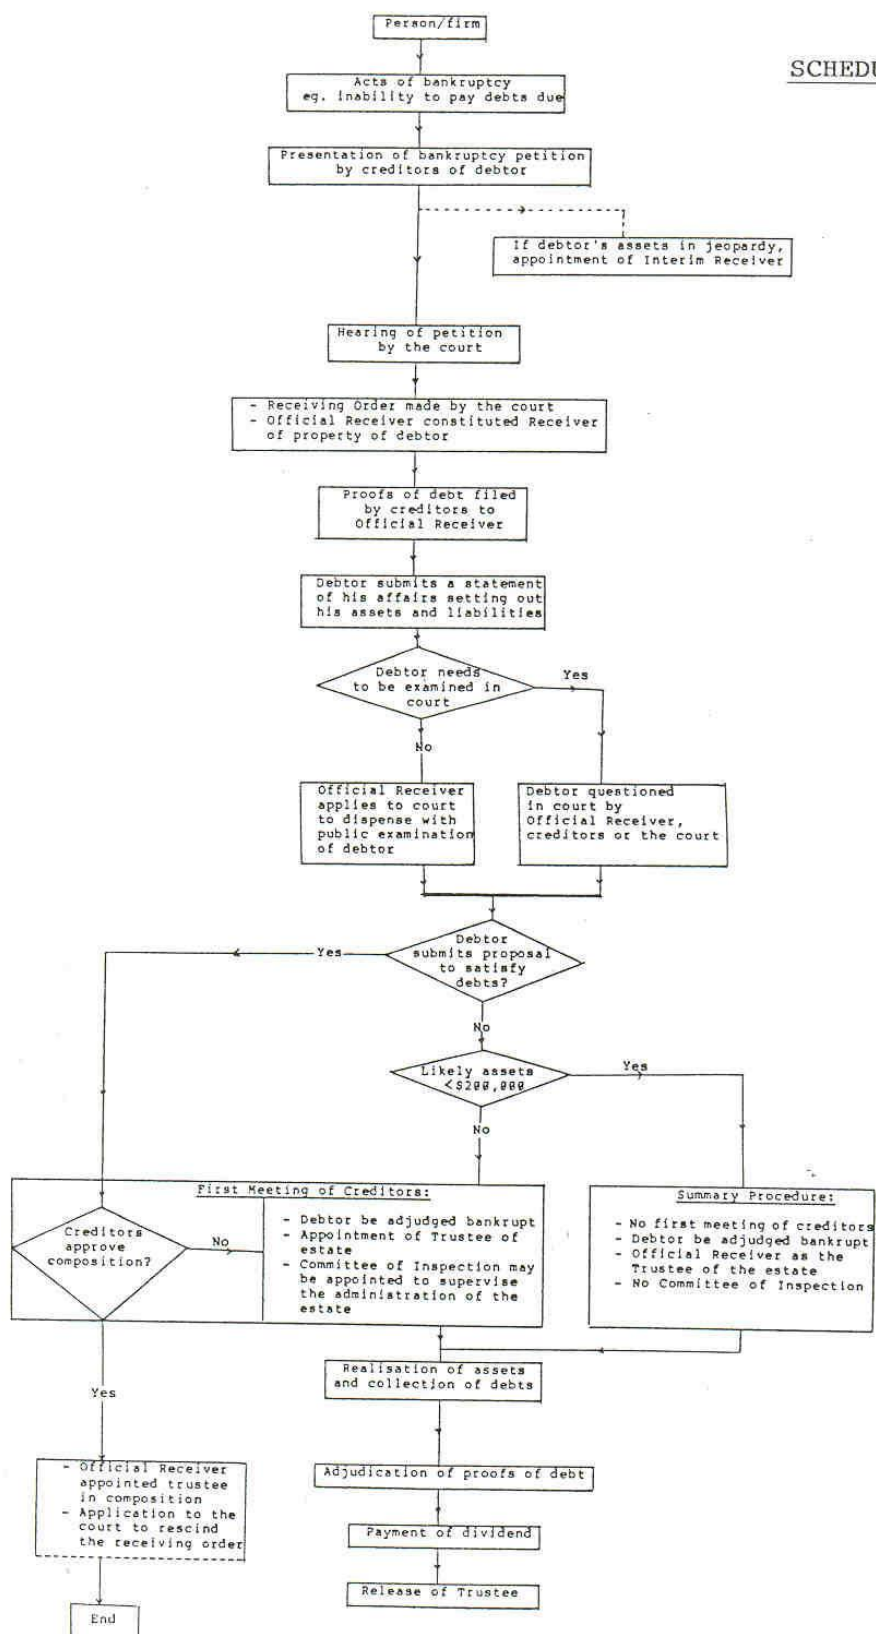 Person/firm
SCHEDU
Acts of bankruptcy
eg. inability to pay debts due
Presentation of bankruptcy petition
by creditors of debtor
If debtor's assets in jeopardy,
appointment of Interim Receiver
Hearing of petition
by the court
- Receiving Order made by the court
- Official Receiver constituted Receiver
of property of debtor
Proofs of debt filed
by creditors to
Official Receiver
Debtor submits a statement
of his affairs setting out
his assets and liabilities
Debtor needs
to be examined in
court
Yes
No
Official Receiver
applies to court
to dispense with
public examination
of debtor
Debtor questioned
in court by
Official Receiver,
creditors or the court
Debtor
submits proposal
to satisfy
debts?
Yes
No
Likely assets
<$200,000
Yes
No
First Meeting of Creditors:
Creditors
approve
composition?
No
- Debtor be adjudged bankrupt
- Appointment of Trustee of
estate
- Committee of Inspection may
be appointed to supervise
the administration of the
estate
Summary Procedure:
- No first meeting of creditors
- Debtor be adjudged bankrupt
- Official Receiver as the
Trustee of the estate
- No Committee of Inspection
Yes
Realisation of assets
and collection of debts
- Official Receiver
appointed trustee
in composition
- Application to the
court to rescind
the receiving order
Adjudication of proofs of debt
Payment of dividend
Release of Trustee
End